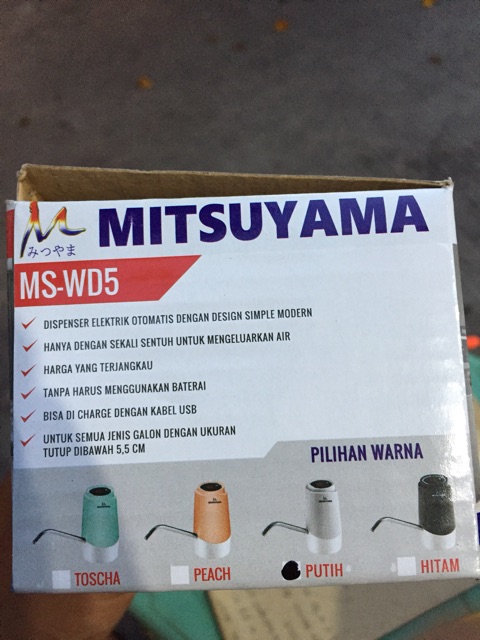 みつやま
MITSUYAMA
MS-WD5
DISPENSER ELEKTRIK OTOMATIS DENGAN DESIGN SIMPLE MODERN
HANYA DENGAN SEKALI SENTUH UNTUK MENGELUARKAN AIR
HARGA YANG TERJANGKAU
TANPA HARUS MENGGUNAKAN BATERAI
BISA DI CHARGE DENGAN KABEL USB
UNTUK SEMUA JENIS GALON DENGAN UKURAN
TUTUP DIBAWAH 5,5 CM
PILIHAN WARNA
TOSCHA PEACH PUTIH HITAM